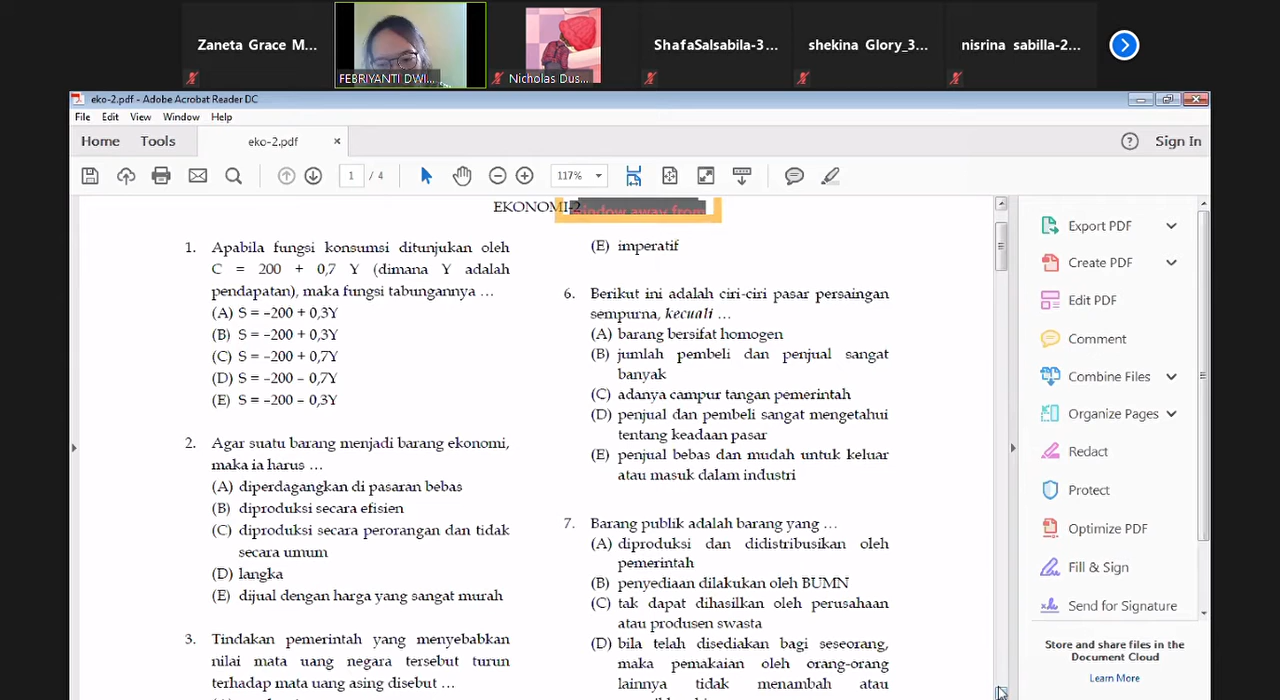 Zaneta Grace M...
FEBRIYANTI DWI...
Nicholas Dus...
ShafaSalsabila-3...
shekina Glory_3...
nisrina sabilla-2...
eko-2.pdf - Adobe Acrobat Reader DC
File Edit View Window Help
Home Tools eko-2.pdf × Sign In
1 / 4 117%
EKONOMI-2
window away from
1. Apabila fungsi konsumsi ditunjukan oleh
C = 200 + 0,7 Y (dimana Y adalah
pendapatan), maka fungsi tabungannya …
(A) S = –200 + 0,3Y
(B) S = –200 + 0,3Y
(C) S = –200 + 0,7Y
(D) S = –200 – 0,7Y
(E) S = –200 – 0,3Y
2. Agar suatu barang menjadi barang ekonomi,
maka ia harus …
(A) diperdagangkan di pasaran bebas
(B) diproduksi secara efisien
(C) diproduksi secara perorangan dan tidak
secara umum
(D) langka
(E) dijual dengan harga yang sangat murah
3. Tindakan pemerintah yang menyebabkan
nilai mata uang negara tersebut turun
terhadap mata uang asing disebut …
(E) imperatif
6. Berikut ini adalah ciri-ciri pasar persaingan
sempurna, kecuali …
(A) barang bersifat homogen
(B) jumlah pembeli dan penjual sangat
banyak
(C) adanya campur tangan pemerintah
(D) penjual dan pembeli sangat mengetahui
tentang keadaan pasar
(E) penjual bebas dan mudah untuk keluar
atau masuk dalam industri
7. Barang publik adalah barang yang …
(A) diproduksi dan didistribusikan oleh
pemerintah
(B) penyediaan dilakukan oleh BUMN
(C) tak dapat dihasilkan oleh perusahaan
atau produsen swasta
(D) bila telah disediakan bagi seseorang,
maka pemakaian oleh orang-orang
lainnya tidak menambah atau
Export PDF
Create PDF
Edit PDF
Comment
Combine Files
Organize Pages
Redact
Protect
Optimize PDF
Fill & Sign
Send for Signature
Store and share files in the
Document Cloud
Learn More